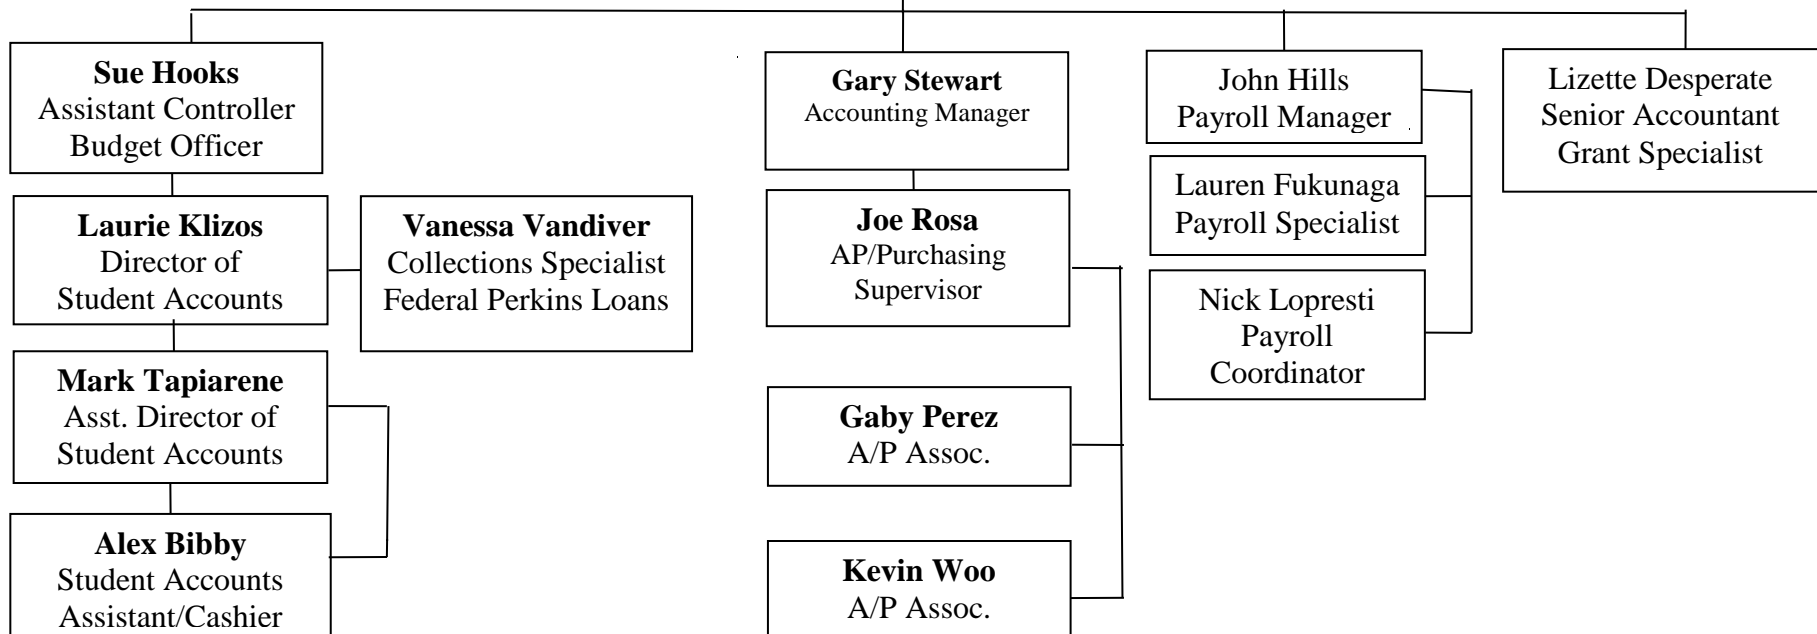 Sue Hooks
Assistant Controller
Budget Officer
Laurie Klizos
Director of
Student Accounts
Vanessa Vandiver
Collections Specialist
Federal Perkins Loans
Mark Tapiarene
Asst. Director of
Student Accounts
Alex Bibby
Student Accounts
Assistant/Cashier
Gary Stewart
Accounting Manager
Joe Rosa
AP/Purchasing
Supervisor
Gaby Perez
A/P Assoc.
Kevin Woo
A/P Assoc.
John Hills
Payroll Manager
Lauren Fukunaga
Payroll Specialist
Nick Lopresti
Payroll
Coordinator
Lizette Desperate
Senior Accountant
Grant Specialist